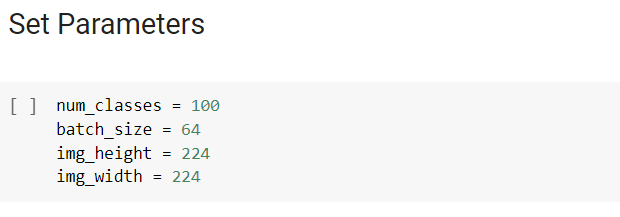 Set Parameters
[ ] num_classes = 100
batch_size = 64
img_height = 224
img_width = 224